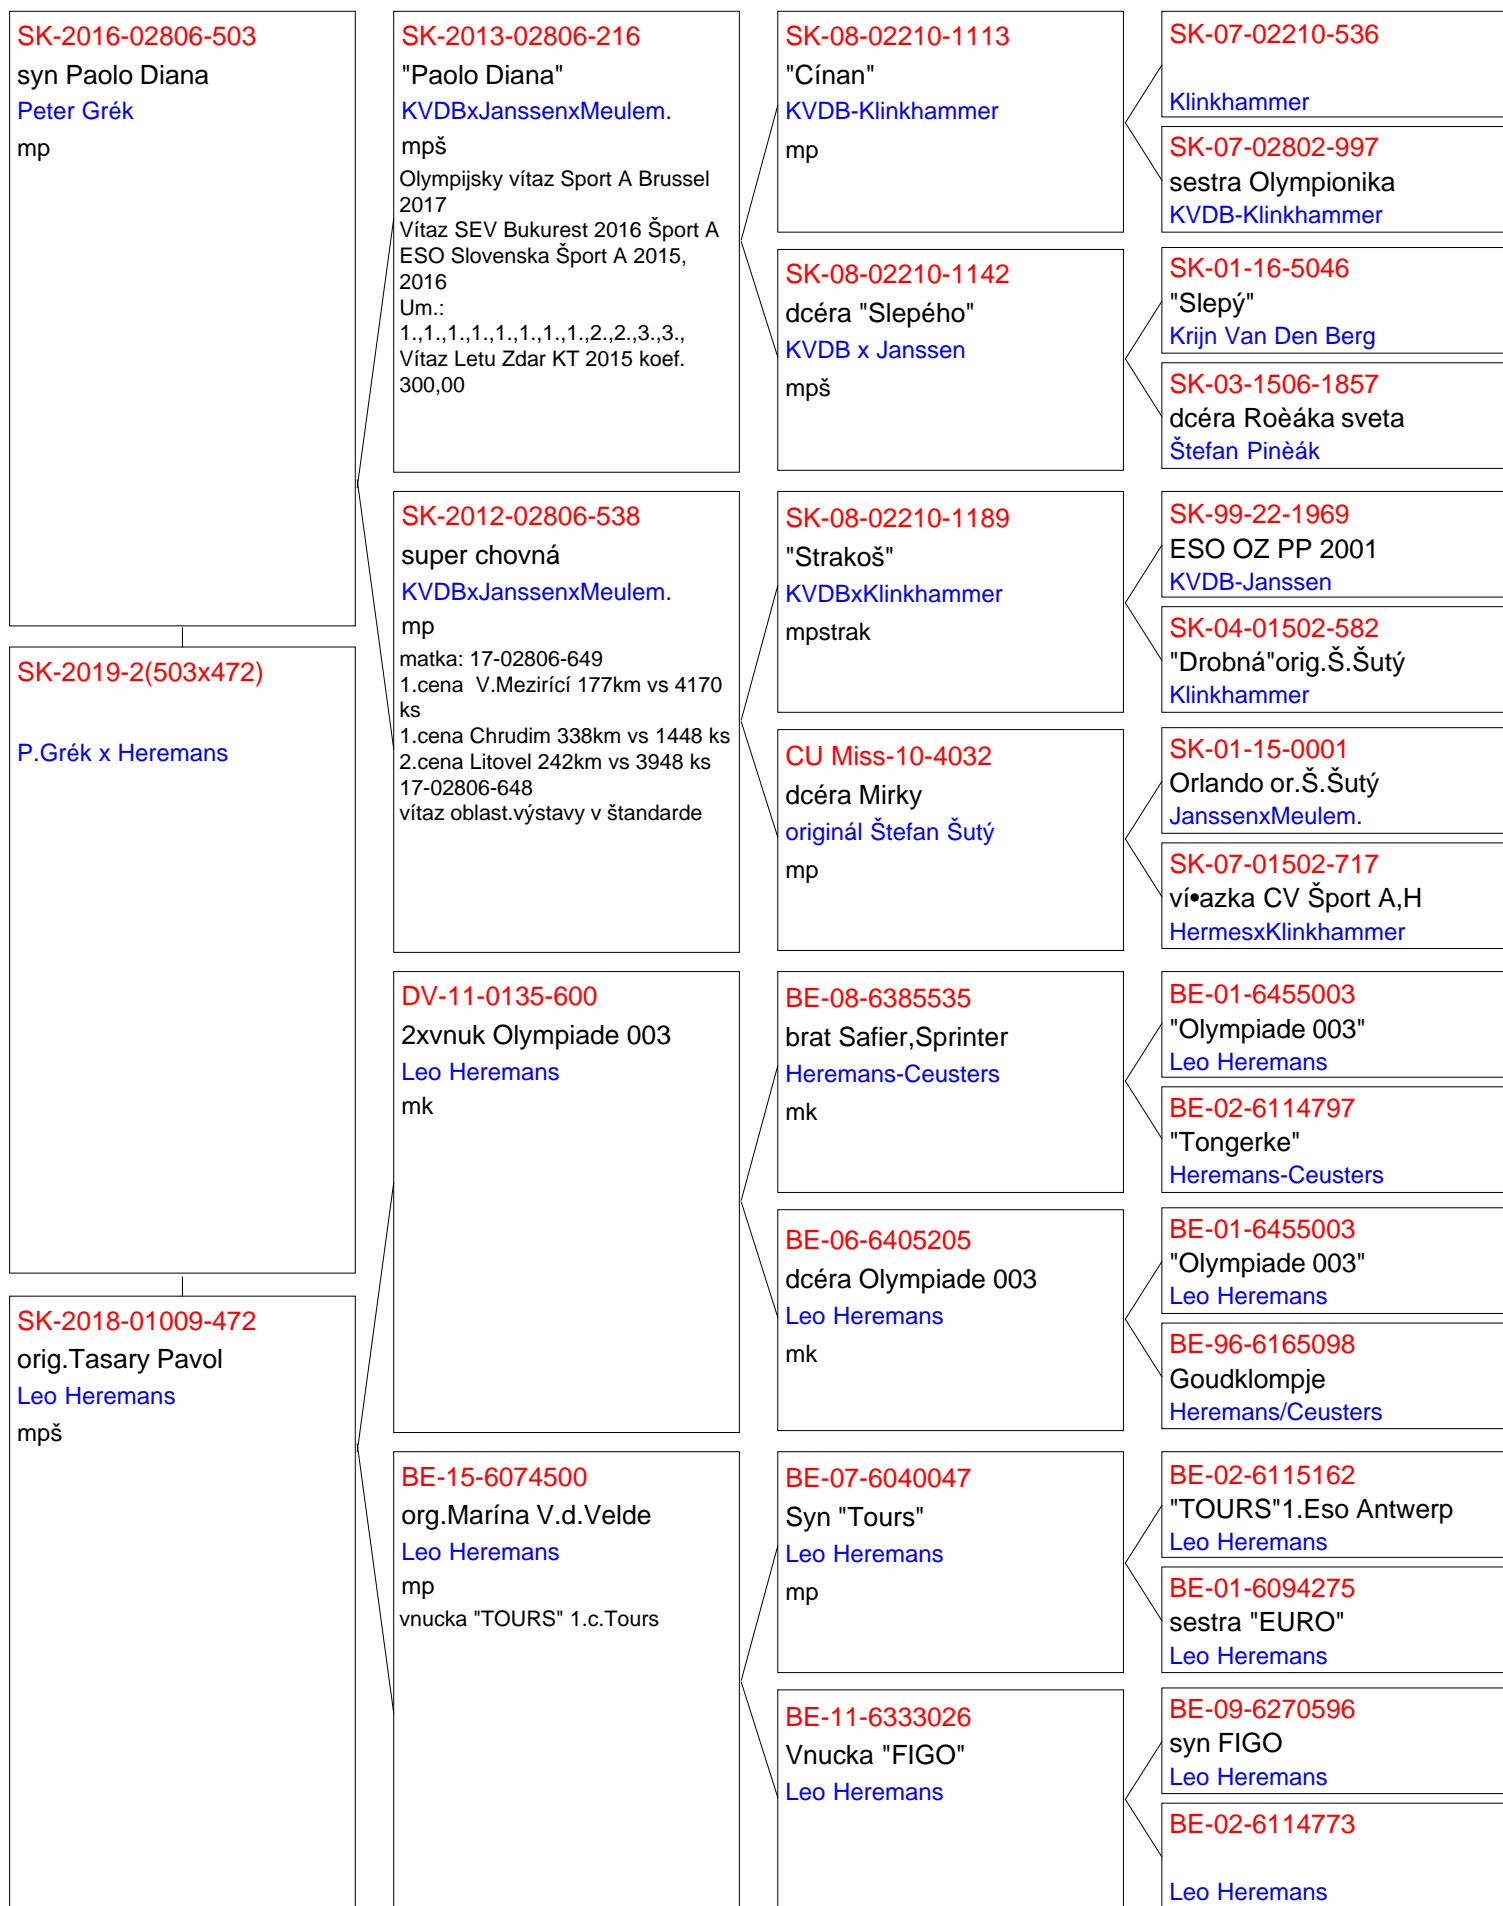 SK-2016-02806-503
syn Paolo Diana
Peter Grék
mp
SK-2019-2(503x472)
P.Grék x Heremans
SK-2018-01009-472
orig.Tasary Pavol
Leo Heremans
mpš
SK-2013-02806-216
"Paolo Diana"
KVDBxJanssenxMeulem.
mpš
Olympijsky vítaz Sport A Brussel
2017
Vítaz SEV Bukurest 2016 Šport A
ESO Slovenska Šport A 2015,
2016
Um.:
1.,1.,1.,1.,1.,1.,1.,1.,2.,2.,3.,3.,
Vítaz Letu Zdar KT 2015 koef.
300,00
SK-2012-02806-538
super chovná
KVDBxJanssenxMeulem.
mp
matka: 17-02806-649
1.cena  V.Mezirící 177km vs 4170
ks
1.cena Chrudim 338km vs 1448 ks
2.cena Litovel 242km vs 3948 ks
17-02806-648
vítaz oblast.výstavy v štandarde
DV-11-0135-600
2xvnuk Olympiade 003
Leo Heremans
mk
BE-15-6074500
org.Marína V.d.Velde
Leo Heremans
mp
vnucka "TOURS" 1.c.Tours
SK-08-02210-1113
"Cínan"
KVDB-Klinkhammer
mp
SK-08-02210-1142
dcéra "Slepého"
KVDB x Janssen
mpš
SK-08-02210-1189
"Strakoš"
KVDBxKlinkhammer
mpstrak
CU Miss-10-4032
dcéra Mirky
originál Štefan Šutý
mp
BE-08-6385535
brat Safier,Sprinter
Heremans-Ceusters
mk
BE-06-6405205
dcéra Olympiade 003
Leo Heremans
mk
BE-07-6040047
Syn "Tours"
Leo Heremans
mp
BE-11-6333026
Vnucka "FIGO"
Leo Heremans
SK-07-02210-536
Klinkhammer
SK-07-02802-997
sestra Olympionika
KVDB-Klinkhammer
SK-01-16-5046
"Slepý"
Krijn Van Den Berg
SK-03-1506-1857
dcéra Roèáka sveta
Štefan Pinèák
SK-99-22-1969
ESO OZ PP 2001
KVDB-Janssen
SK-04-01502-582
"Drobná"orig.Š.Šutý
Klinkhammer
SK-01-15-0001
Orlando or.Š.Šutý
JanssenxMeulem.
SK-07-01502-717
ví•azka CV Šport A,H
HermesxKlinkhammer
BE-01-6455003
"Olympiade 003"
Leo Heremans
BE-02-6114797
"Tongerke"
Heremans-Ceusters
BE-01-6455003
"Olympiade 003"
Leo Heremans
BE-96-6165098
Goudklompje
Heremans/Ceusters
BE-02-6115162
"TOURS"1.Eso Antwerp
Leo Heremans
BE-01-6094275
sestra "EURO"
Leo Heremans
BE-09-6270596
syn FIGO
Leo Heremans
BE-02-6114773
Leo Heremans